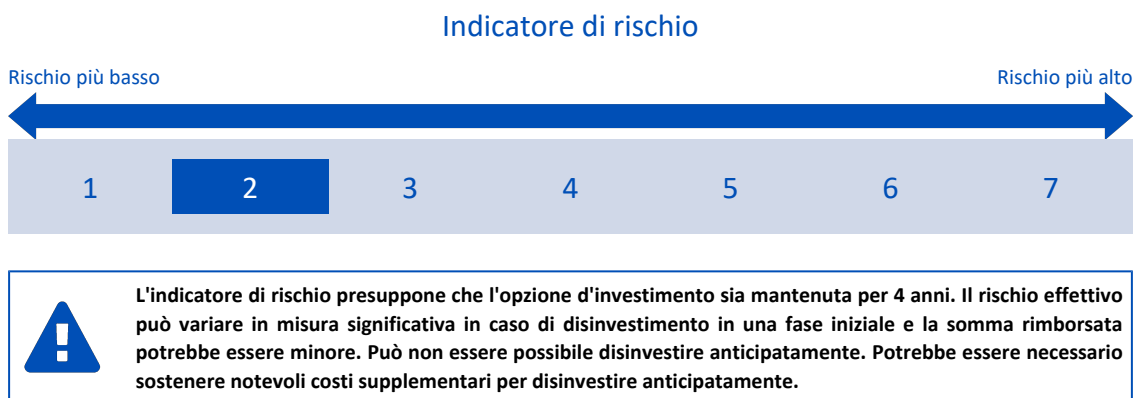 Indicatore di rischio
Rischio più basso
Rischio più alto
1 2 3 4 5 6 7
L'indicatore di rischio presuppone che l'opzione d'investimento sia mantenuta per 4 anni. Il rischio effettivo
può variare in misura significativa in caso di disinvestimento in una fase iniziale e la somma rimborsata
potrebbe essere minore. Può non essere possibile disinvestire anticipatamente. Potrebbe essere necessario
sostenere notevoli costi supplementari per disinvestire anticipatamente.